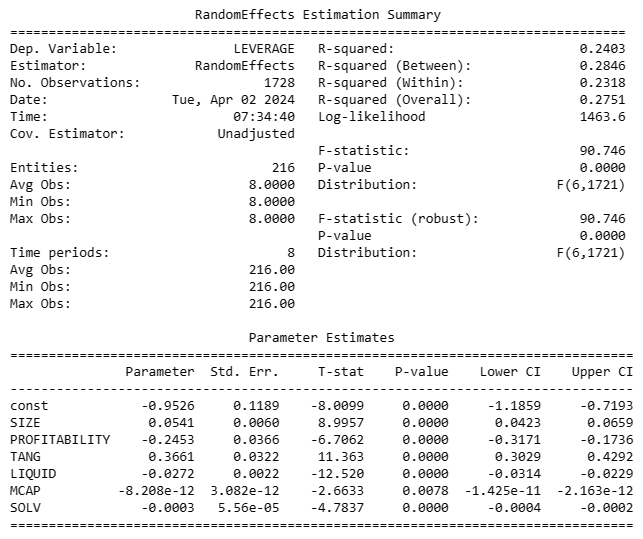 RandomEffects Estimation Summary
================================================================================
Dep. Variable: LEVERAGE R-squared: 0.2403
Estimator: RandomEffects R-squared (Between): 0.2846
No. Observations: 1728 R-squared (Within): 0.2318
Date: Tue, Apr 02 2024 R-squared (Overall): 0.2751
Time: 07:34:40 Log-likelihood 1463.6
Cov. Estimator: Unadjusted
F-statistic: 90.746
Entities: 216 P-value 0.0000
Avg Obs: 8.0000 Distribution: F(6,1721)
Min Obs: 8.0000
Max Obs: 8.0000 F-statistic (robust): 90.746
P-value 0.0000
Time periods: 8 Distribution: F(6,1721)
Avg Obs: 216.00
Min Obs: 216.00
Max Obs: 216.00
Parameter Estimates
=================================================================================
Parameter Std. Err. T-stat P-value Lower CI Upper CI
---------------------------------------------------------------------------------
const -0.9526 0.1189 -8.0099 0.0000 -1.1859 -0.7193
SIZE 0.0541 0.0060 8.9957 0.0000 0.0423 0.0659
PROFITABILITY -0.2453 0.0366 -6.7062 0.0000 -0.3171 -0.1736
TANG 0.3661 0.0322 11.363 0.0000 0.3029 0.4292
LIQUID -0.0272 0.0022 -12.520 0.0000 -0.0314 -0.0229
MCAP -8.208e-12 3.082e-12 -2.6633 0.0078 -1.425e-11 -2.163e-12
SOLV -0.0003 5.56e-05 -4.7837 0.0000 -0.0004 -0.0002
=================================================================================